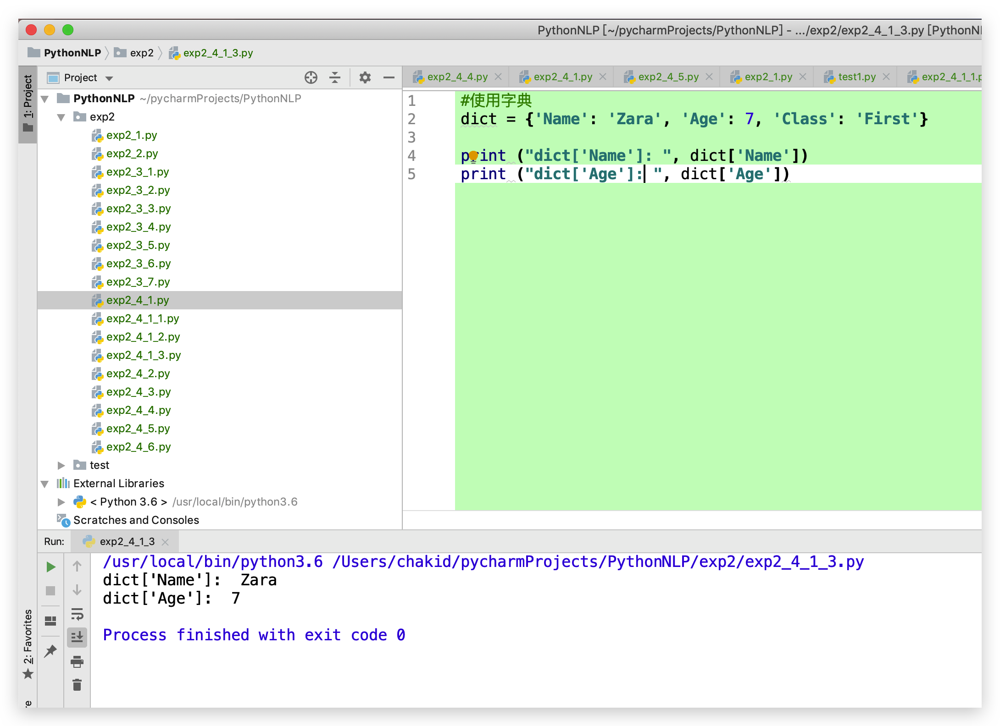 PythonNLP [~/pycharmProjects/PythonNLP] - .../exp2/exp2_4_1_3.py [PythonNL
PythonNLP exp2 exp2_4_1_3.py
1: Project
Project
exp2_4_4.py exp2_4_1.py exp2_4_5.py exp2_1.py test1.py exp2_4_1_1.p
PythonNLP ~/pycharmProjects/PythonNLP
exp2
exp2_1.py
exp2_2.py
exp2_3_1.py
exp2_3_2.py
exp2_3_3.py
exp2_3_4.py
exp2_3_5.py
exp2_3_6.py
exp2_3_7.py
exp2_4_1.py
exp2_4_1_1.py
exp2_4_1_2.py
exp2_4_1_3.py
exp2_4_2.py
exp2_4_3.py
exp2_4_4.py
exp2_4_5.py
exp2_4_6.py
test
External Libraries
< Python 3.6 > /usr/local/bin/python3.6
Scratches and Consoles
1 #使用字典
2 dict = {'Name': 'Zara', 'Age': 7, 'Class': 'First'}
3
4 print ("dict['Name']: ", dict['Name'])
5 print ("dict['Age']: ", dict['Age'])
Run: exp2_4_1_3
/usr/local/bin/python3.6 /Users/chakid/pycharmProjects/PythonNLP/exp2/exp2_4_1_3.py
dict['Name']:  Zara
dict['Age']:  7
Process finished with exit code 0
2: Favorites
re